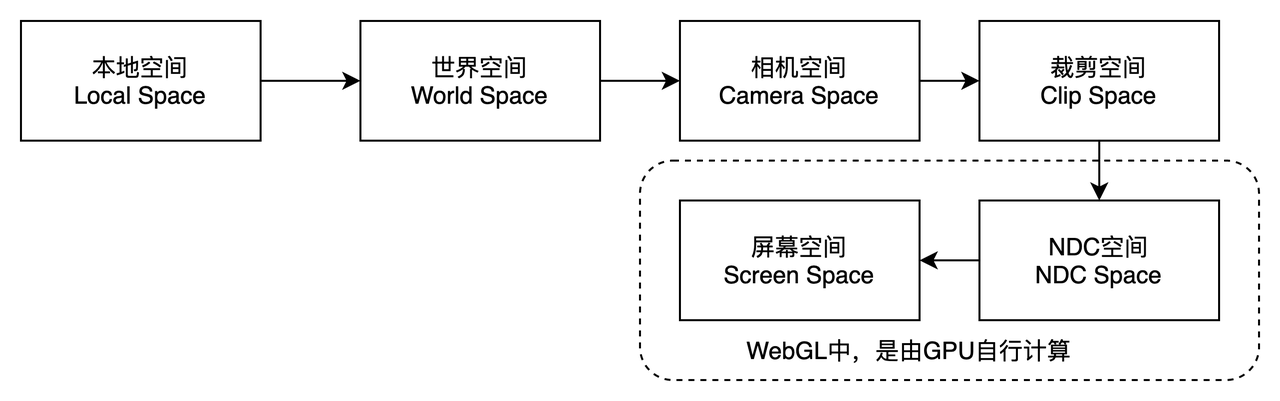 本地空间
Local Space
世界空间
World Space
相机空间
Camera Space
裁剪空间
Clip Space
屏幕空间
Screen Space
NDC空间
NDC Space
WebGL中，是由GPU自行计算